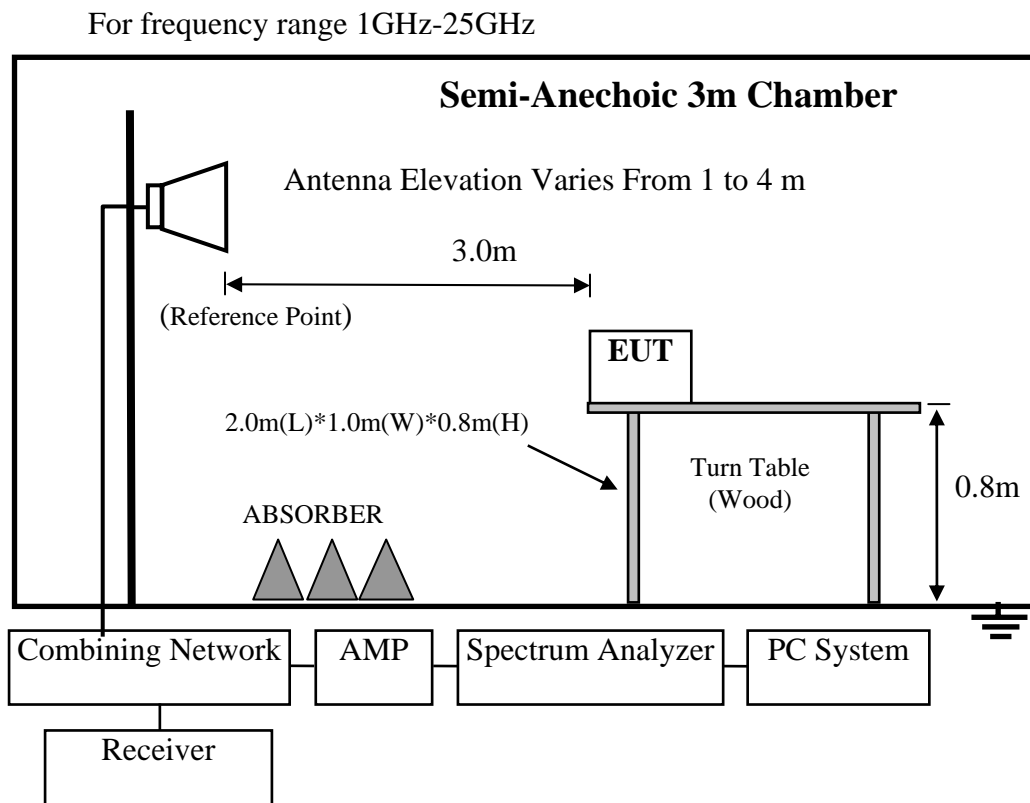 For frequency range 1GHz-25GHz
Semi-Anechoic 3m Chamber
Antenna Elevation Varies From 1 to 4 m
3.0m
(Reference Point)
EUT
2.0m(L)*1.0m(W)*0.8m(H)
Turn Table
(Wood)
0.8m
ABSORBER
Combining Network
AMP
Spectrum Analyzer
PC System
Receiver